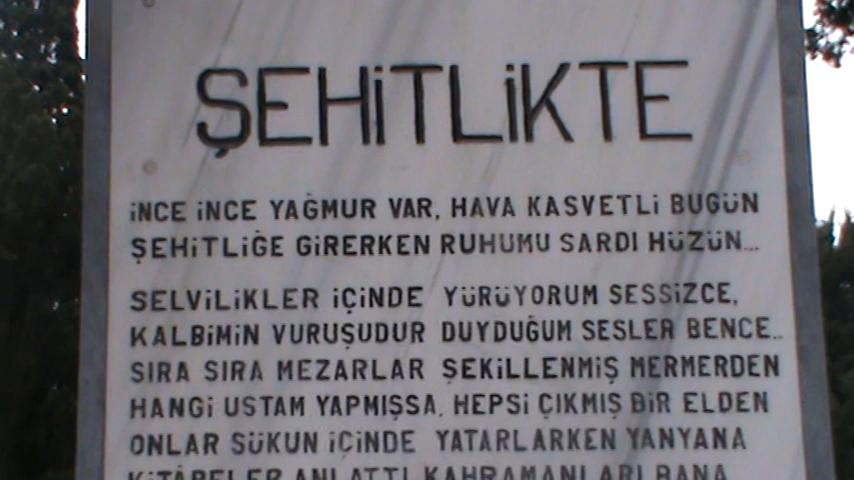 ŞEHİTLİKTE
İNCE İNCE YAĞMUR VAR, HAVA KASVETLİ BUGÜN
ŞEHİTLİĞE GİRERKEN RUHUMU SARDI HÜZÜN...
SELVİLİKLER İÇİNDE YÜRÜYORUM SESSİZCE,
KALBİMİN VURUŞUDUR DUYDUĞUM SESLER BENCE..
SIRA SIRA MEZARLAR ŞEKİLLENMİŞ MERMERDEN
HANGİ USTAM YAPMIŞSA, HEPSİ ÇIKMIŞ BİR ELDEN
ONLAR SÜKUN İÇİNDE YATARLARKEN YANYANA
KİTÂBELER ANLATTI KAHRAMANLARI BANA